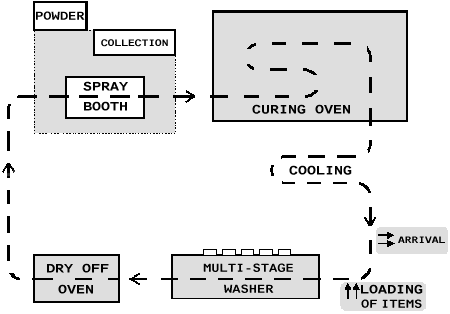 POWDER
COLLECTION
SPRAY
BOOTH
CURING OVEN
COOLING
ARRIVAL
DRY OFF
OVEN
MULTI-STAGE
WASHER
LOADING
OF ITEMS